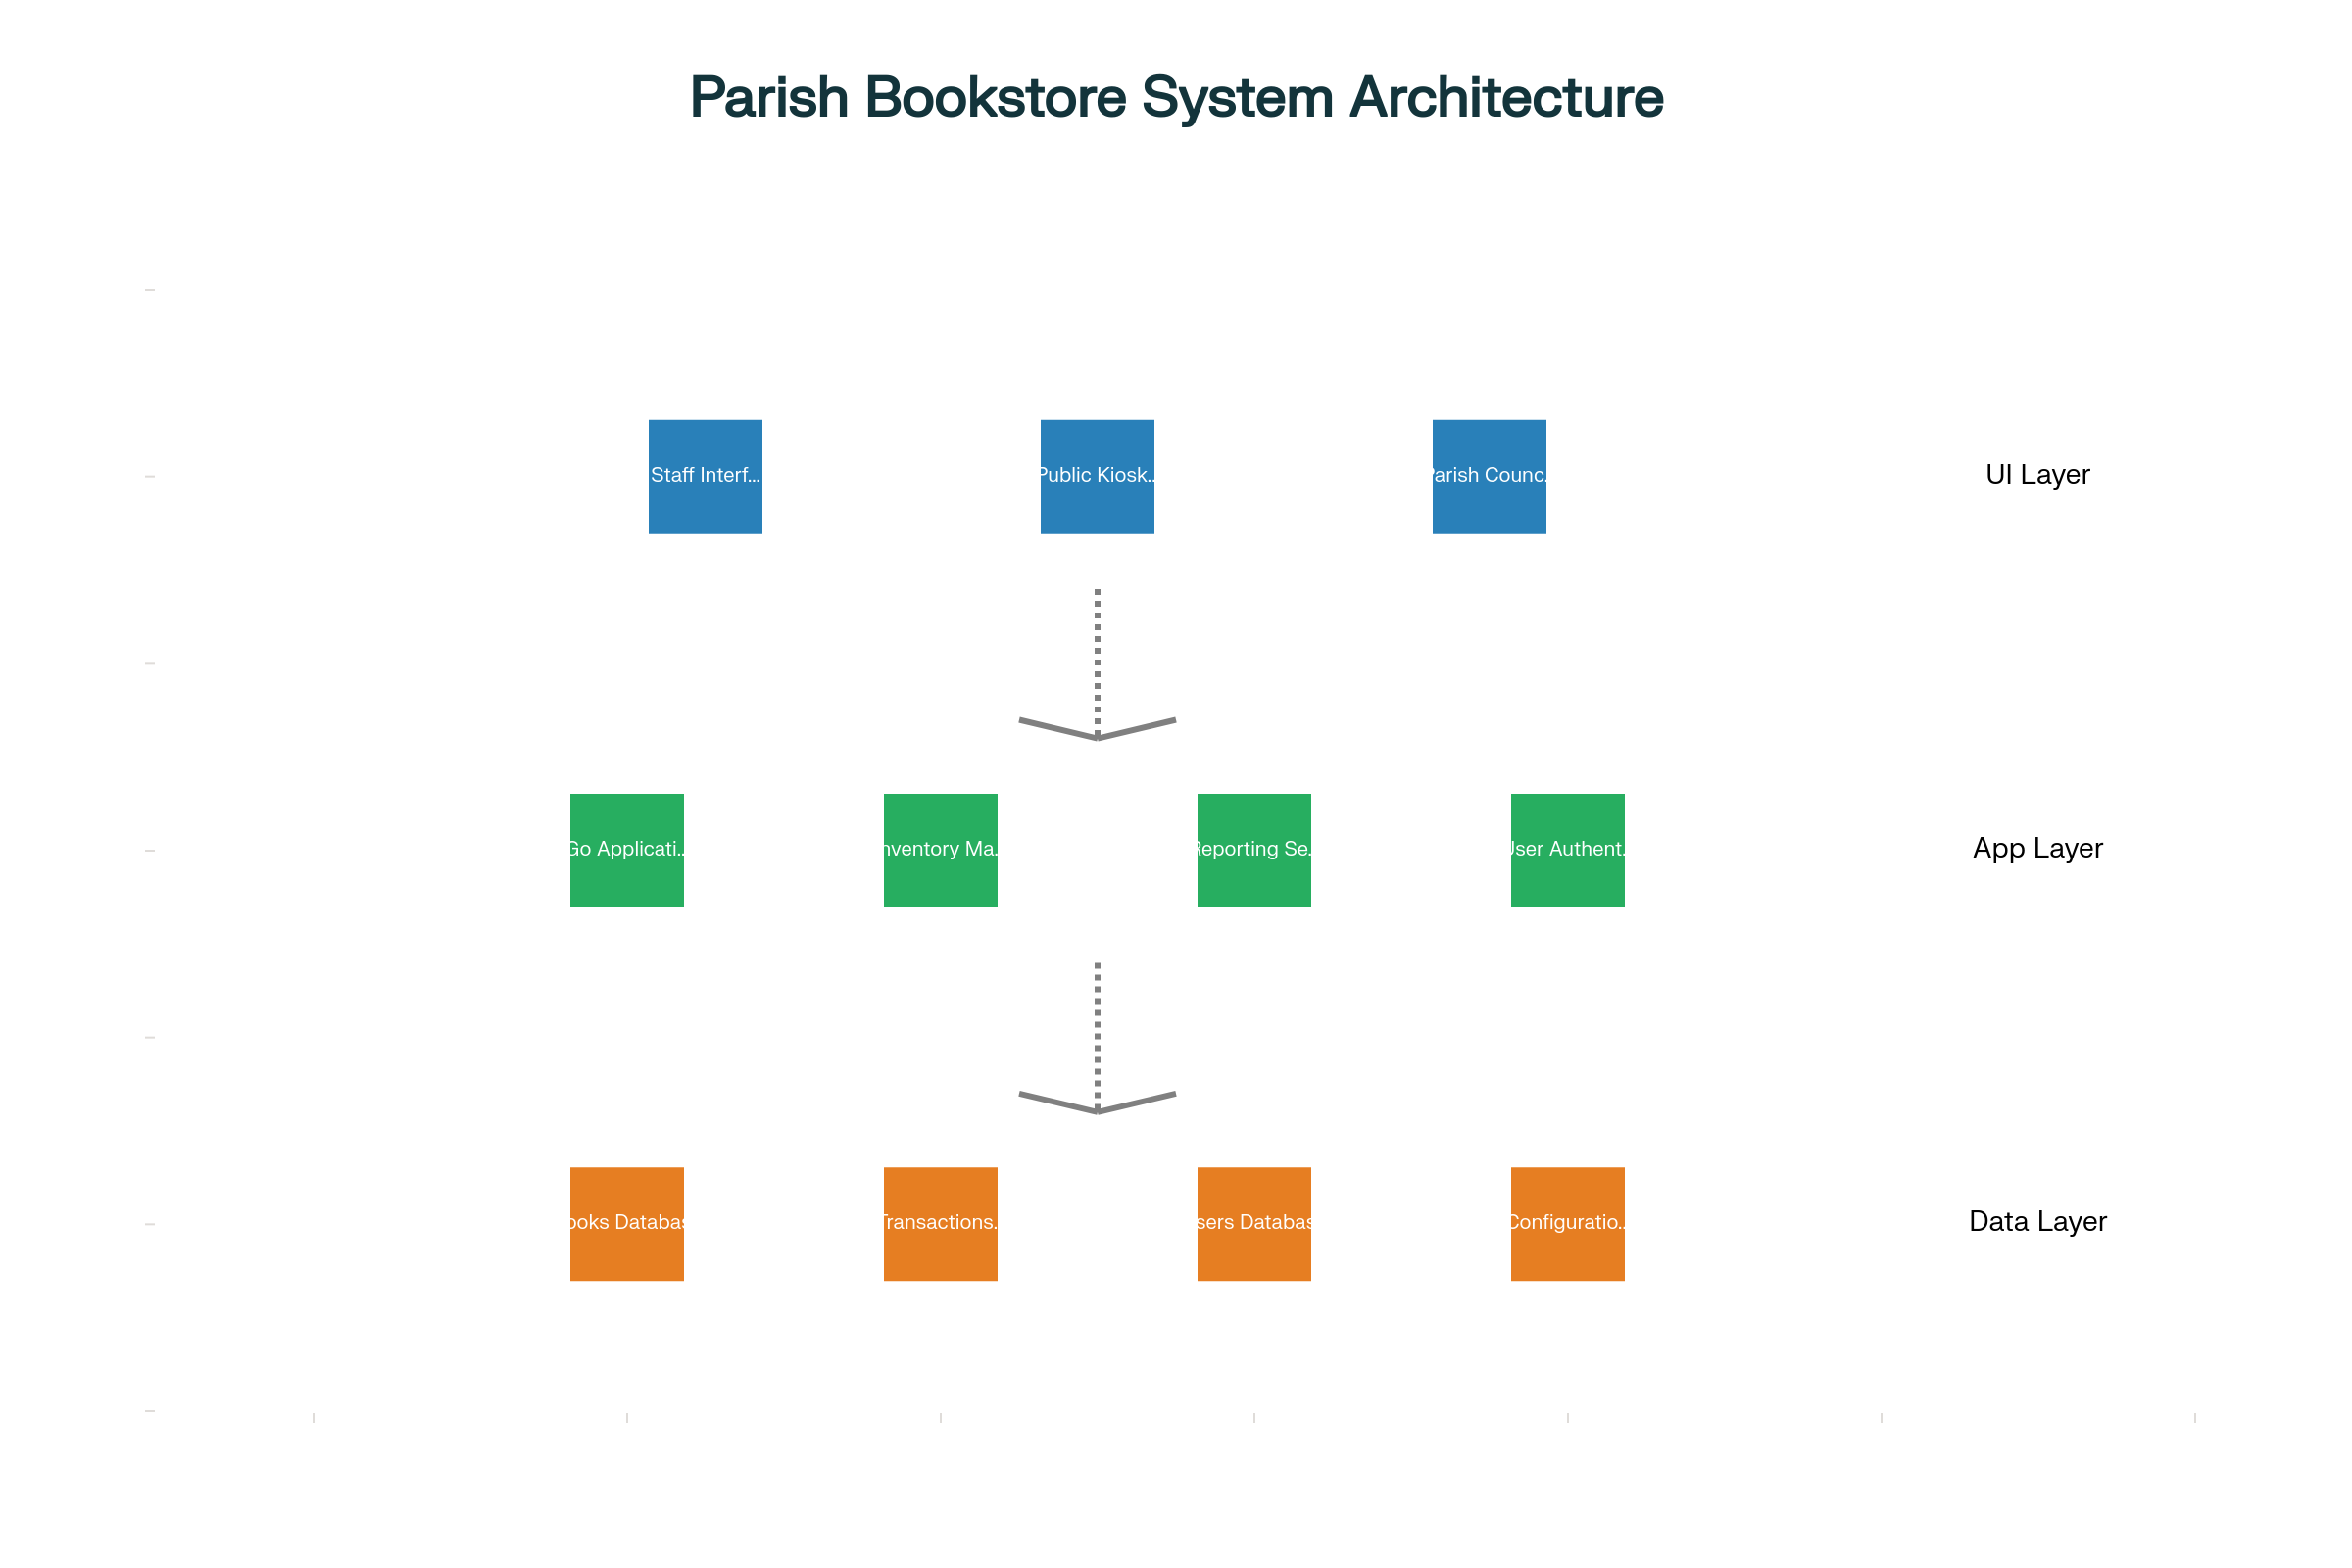 Parish Bookstore System Architecture
Staff Interf...
Public Kiosk..
Parish Counc.
UI Layer
Go Applicati..
nventory Ma.
Reporting Se.
User Authent.
App Layer
ooks Databas
Transactions.
sers Databas
Configuratio..
Data Layer